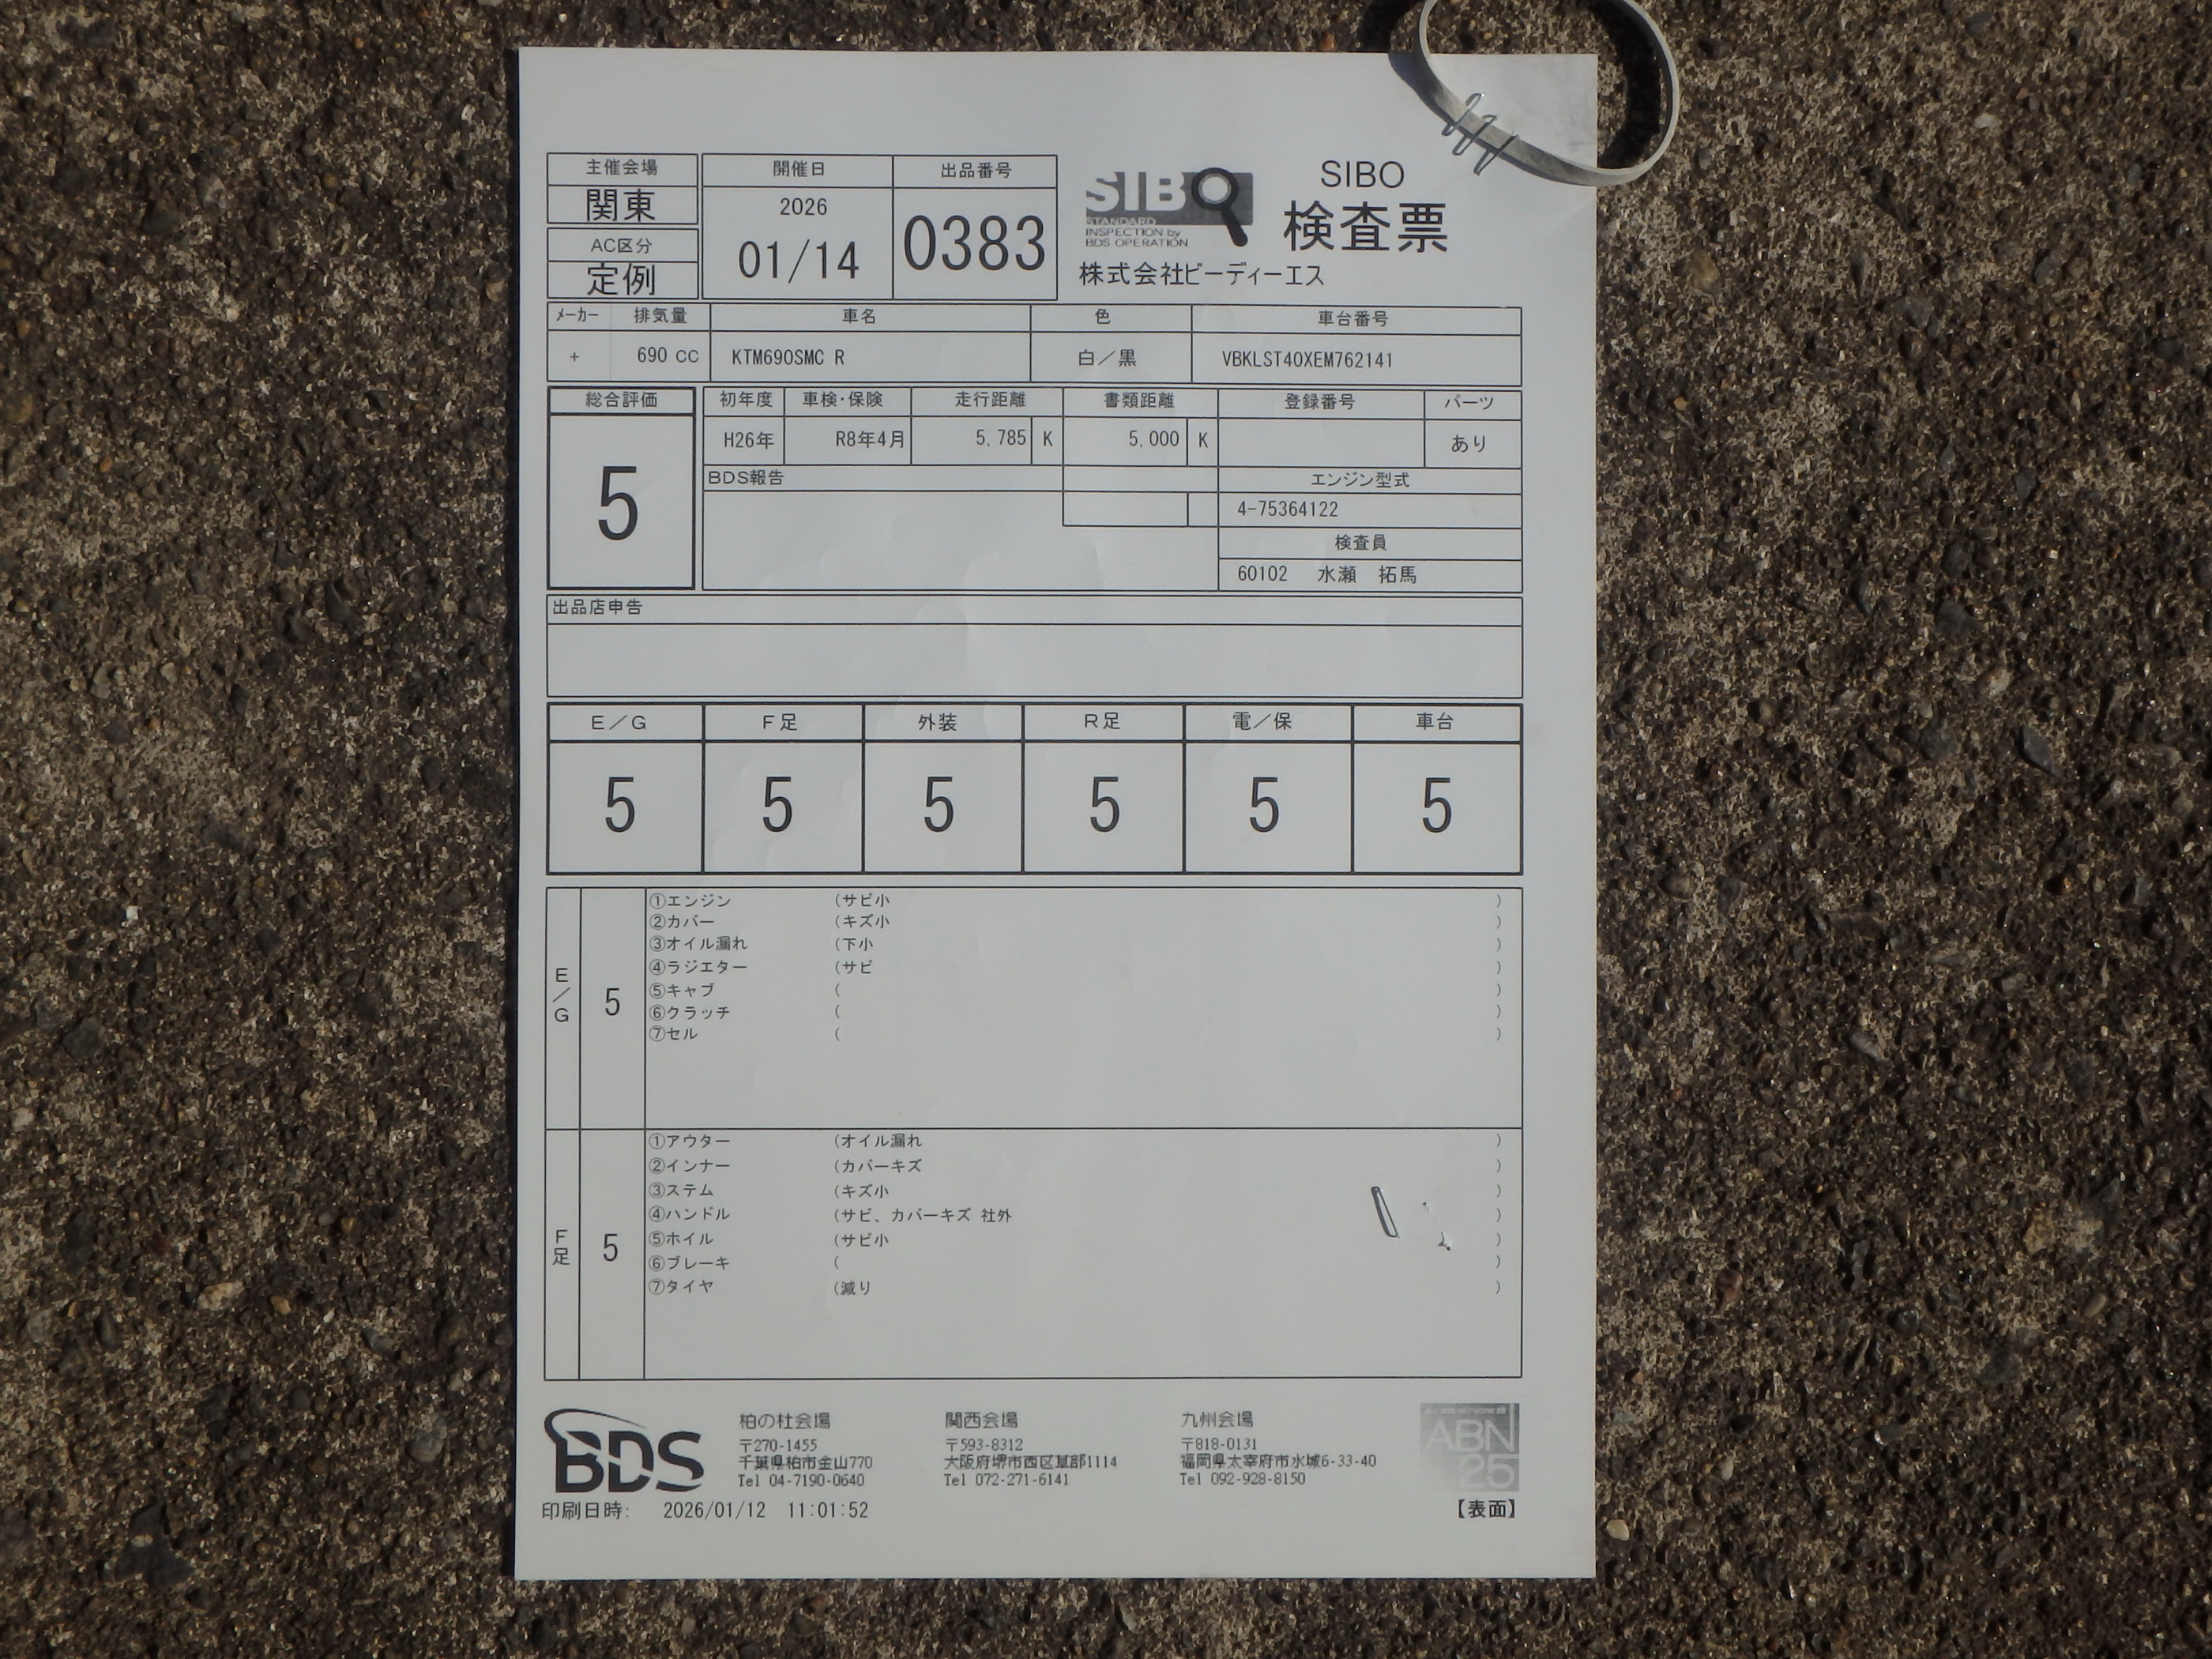 主催会場
関東
AC区分
定例
開催日
2026
01/14
出品番号
0383
SIBO
STANDARD
INSPECTION by
BDS OPERATION
SIBO
検査票
株式会社ビーディーエス
メーカー 排気量 車名 色 車台番号
+ 690 CC KTM690SMC R 白/黒 VBKLST40XEM762141
総合評価
5
初年度 車検・保険 走行距離 書類距離 登録番号 パーツ
H26年 R8年4月 5,785 K 5,000 K あり
BDS報告
エンジン型式
4-75364122
検査員
60102 水瀬 拓馬
出品店申告
E/G F足 外装 R足 電/保 車台
5 5 5 5 5 5
E/G
5
①エンジン (サビ小 )
②カバー (キズ小 )
③オイル漏れ (下小 )
④ラジエター (サビ )
⑤キャブ ( )
⑥クラッチ ( )
⑦セル ( )
F足
5
①アウター (オイル漏れ )
②インナー (カバーキズ )
③ステム (キズ小 )
④ハンドル (サビ、カバーキズ 社外 )
⑤ホイル (サビ小 )
⑥ブレーキ ( )
⑦タイヤ (減り )
BDS
柏の杜会場
〒270-1455
千葉県柏市金山770
Tel 04-7190-0640
関西会場
〒593-8312
大阪府堺市西区草部1114
Tel 072-271-6141
九州会場
〒818-0131
福岡県太宰府市水城6-33-40
Tel 092-928-8150
ABN
25
印刷日時: 2026/01/12 11:01:52
【表面】